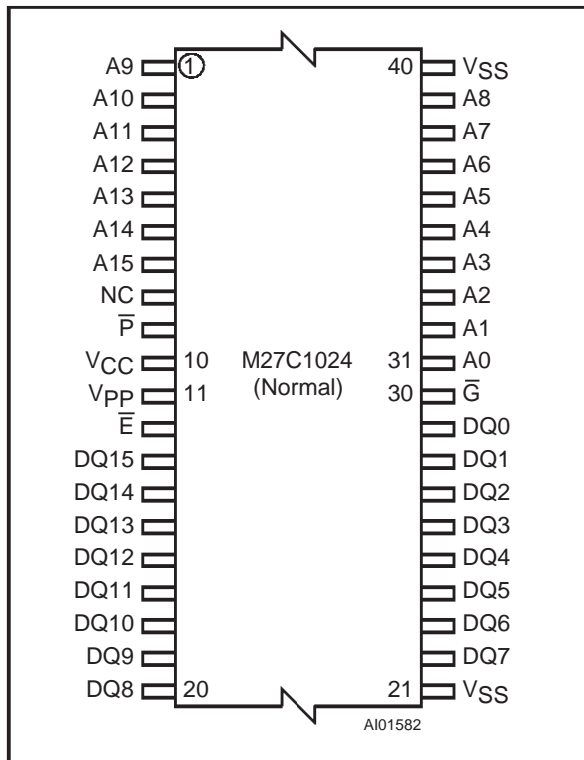 A9 1 40 VSS
A10 A8
A11 A7
A12 A6
A13 A5
A14 A4
A15 A3
NC A2
P̅ A1
VCC 10 M27C1024 31 A0
VPP 11 (Normal) 30 G̅
E̅ DQ0
DQ15 DQ1
DQ14 DQ2
DQ13 DQ3
DQ12 DQ4
DQ11 DQ5
DQ10 DQ6
DQ9 DQ7
DQ8 20 21 VSS
AI01582